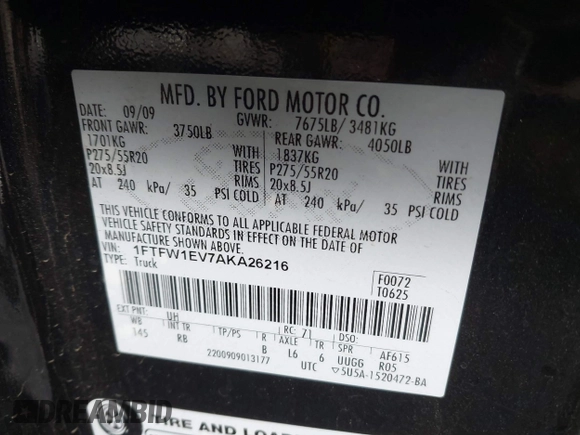 MFD. BY FORD MOTOR CO.
DATE: 09/09 GVWR: 7675LB/ 3481KG
FRONT GAWR: 3750LB REAR GAWR: 4050LB
1701KG WITH 1837KG WITH
P275/55R20 TIRES P275/55R20 TIRES
20x8.5J RIMS 20x8.5J RIMS
AT 240 kPa/ 35 PSI COLD AT 240 kPa/ 35 PSI COLD
THIS VEHICLE CONFORMS TO ALL APPLICABLE FEDERAL MOTOR
VEHICLE SAFETY STANDARDS IN EFFECT ON THE DATE OF
MANUFACTURE SHOWN ABOVE.
VIN: 1FTFW1EV7AKA26216
TYPE: Truck
F0072
T0625
EXT PNT: UH RC: 71 DSO:
WB INT TR TP/PS R AXLE TR SPR AF615
145 RB B L6 6 UUGG R05
2200909013177 UTC 5U5A-1520472-BA
DREAMBID
TIRE AND LOAD